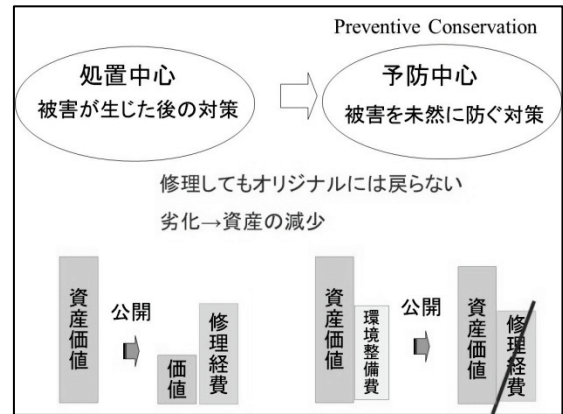 Preventive Conservation
処置中心
被害が生じた後の対策
予防中心
被害を未然に防ぐ対策
修理してもオリジナルには戻らない
劣化→資産の減少
資産価値
公開
価値
修理経費
資産価値
環境整備費
公開
資産価値
修理経費